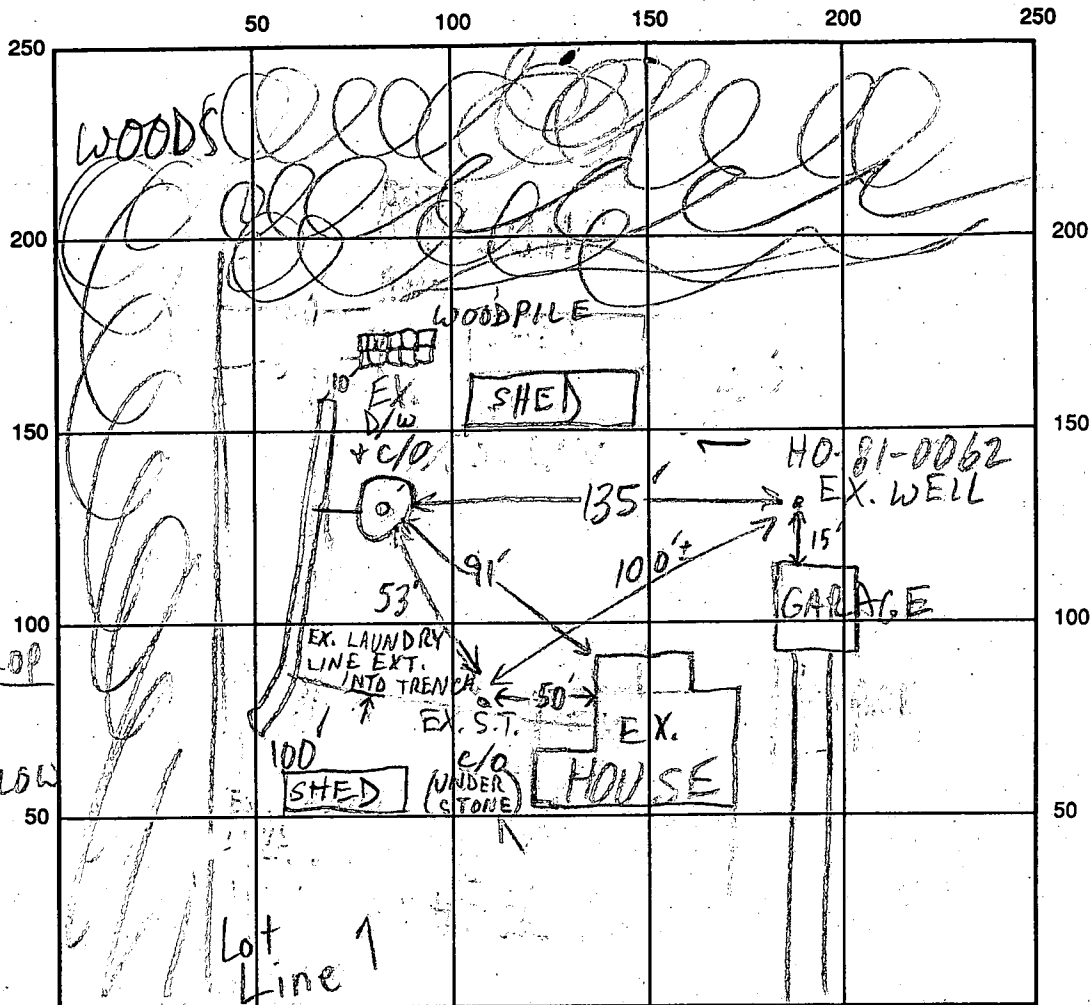 50 100 150 200 250
250
WOODS
200 200
WOODPILE
10
EX
D/W
+ C/O
SHED
150 150
HO-81-0062
EX. WELL
135'
15'
91'
100'±
53'
GARAGE
100 100
EX. LAUNDRY
LINE EXT.
INTO TRENCH
50'
EX. S.T.
C/O
(UNDER
STONE)
EX.
HOUSE
100'
SHED
50 50
Lot
Line